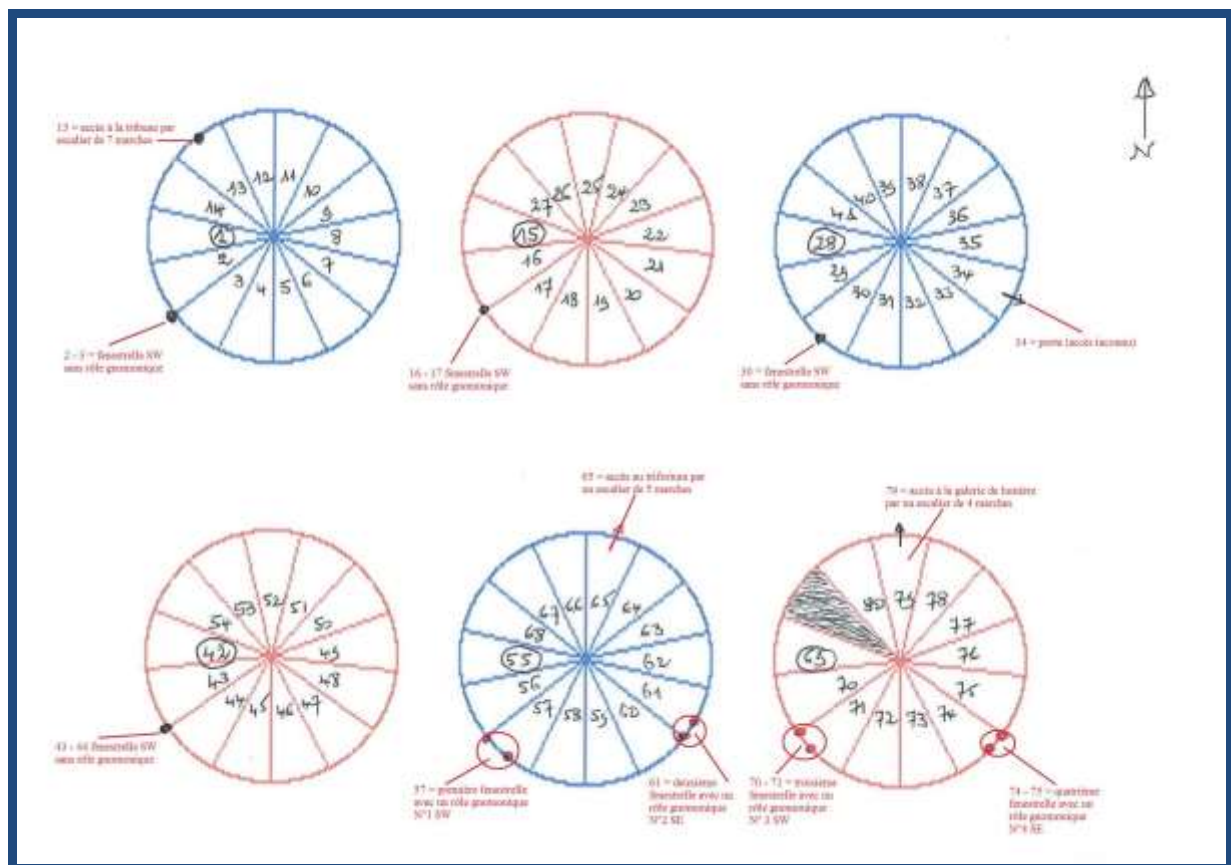 13 = accès à la tribune par
escalier de 7 marches
12 11
13 10
14 9
1 8
2 7
3 4 5 6
2 - 3 = fenestrelle SW
sans rôle gnomonique
26 25 24
27 23
15 22
16 21
17 18 19 20
16 - 17 fenestrelle SW
sans rôle gnomonique
N
40 39 38 37
41 36
28 35
29 34
30 31 32 33
34 = porte (accès inconnu)
30 = fenestrelle SW
sans rôle gnomonique
53 52 51
54 50
42 49
43 48
44 45 46 47
43 - 44 fenestrelle SW
sans rôle gnomonique
65 = accès au triforium par
un escalier de 5 marches
67 66 65 64
68 63
55 62
56 61
57 58 59 60
57 = première fenestrelle
avec un rôle gnomonique
N°1 SW
61 = deuxième
fenestrelle avec un
rôle gnomonique
N°2 SE
79 = accès à la galerie de lumière
par un escalier de 4 marches
80 79 78
77
69 76
70 75
71 72 73 74
70 - 71 = troisième
fenestrelle avec un
rôle gnomonique
N° 3 SW
74 - 75 = quatrième
fenestrelle avec un
rôle gnomonique
N°4 SE